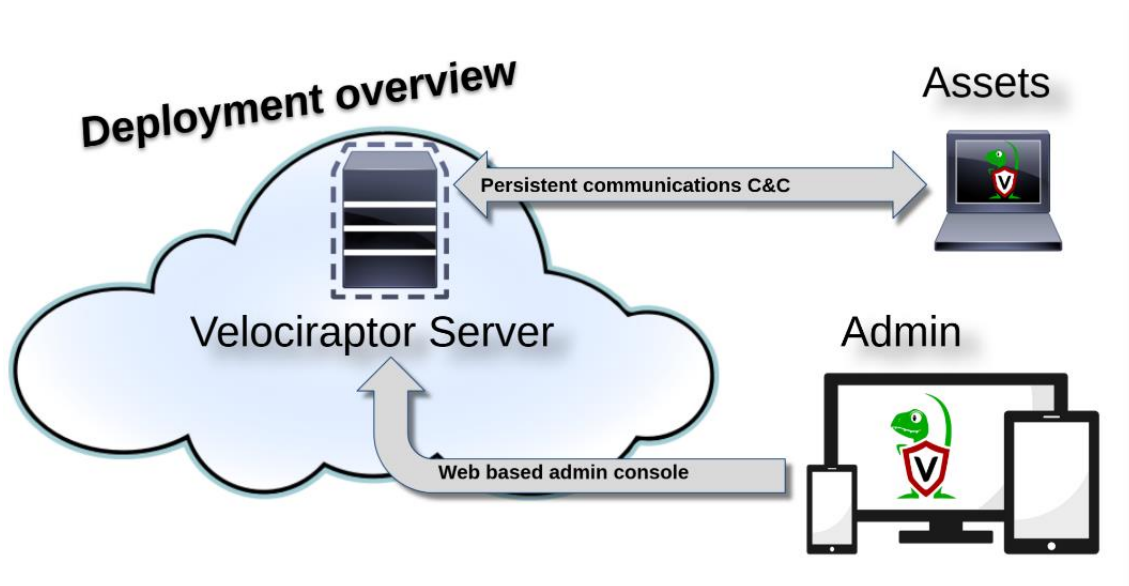 Deployment overview
Assets
Persistent communications C&C
V
Velociraptor Server
Admin
V
Web based admin console